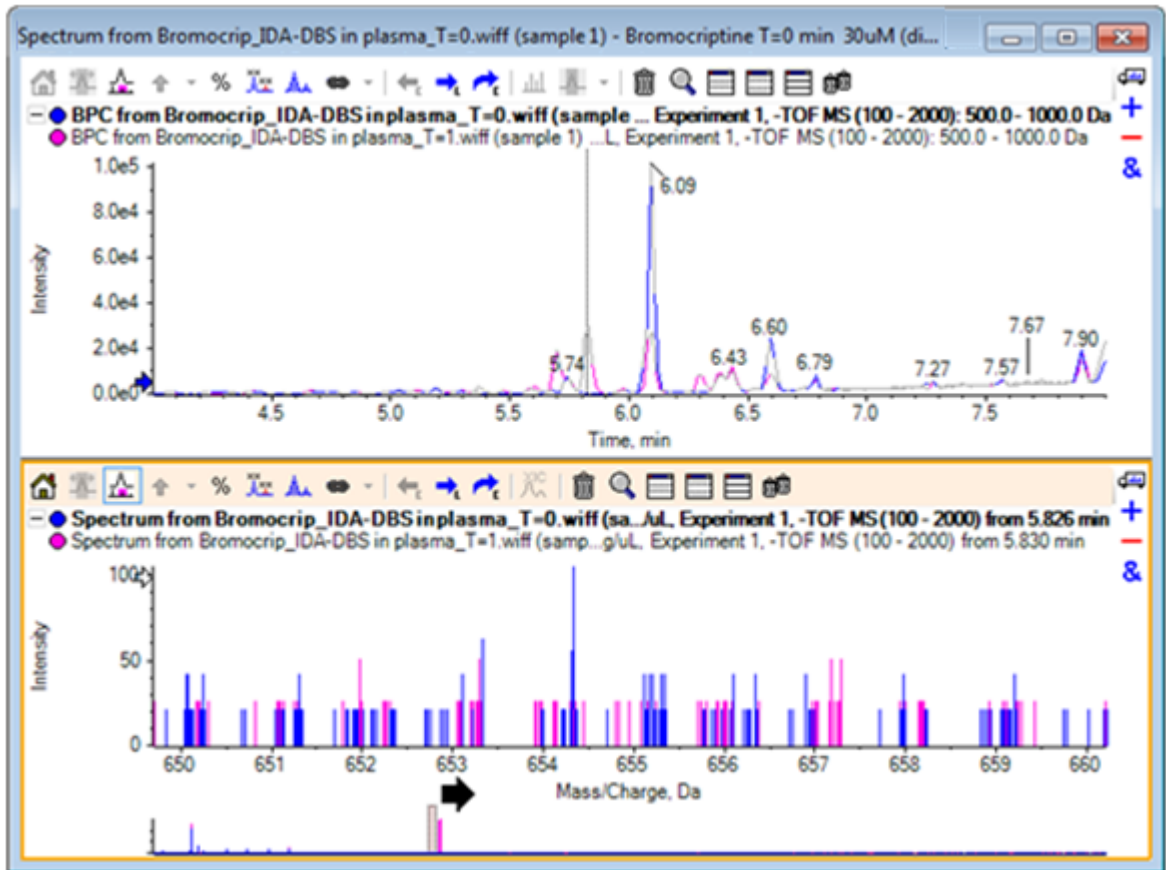 Spectrum from Bromocrip_IDA-DBS in plasma_T=0.wiff (sample 1) - Bromocriptine T=0 min 30uM (di...
%
BPC from Bromocrip_IDA-DBS in plasma_T=0.wiff (sample ... Experiment 1, -TOF MS (100 - 2000): 500.0 - 1000.0 Da
BPC from Bromocrip_IDA-DBS in plasma_T=1.wiff (sample 1) ...L, Experiment 1, -TOF MS (100 - 2000): 500.0 - 1000.0 Da
&
Intensity
1.0e5
8.0e4
6.0e4
4.0e4
2.0e4
0.0e0
5.74
6.09
6.43
6.60
6.79
7.27
7.57
7.67
7.90
4.5 5.0 5.5 6.0 6.5 7.0 7.5
Time, min
%
Spectrum from Bromocrip_IDA-DBS in plasma_T=0.wiff (sa.../uL, Experiment 1, -TOF MS (100 - 2000) from 5.826 min
Spectrum from Bromocrip_IDA-DBS in plasma_T=1.wiff (samp...g/uL, Experiment 1, -TOF MS (100 - 2000) from 5.830 min
&
Intensity
100
50
0
650 651 652 653 654 655 656 657 658 659 660
Mass/Charge, Da